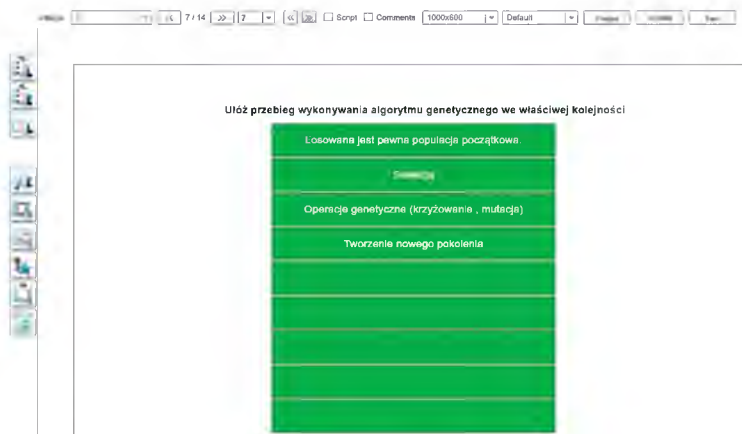 7 / 14 7 Script Comments 1000x600 Default
Ułóż przebieg wykonywania algorytmu genetycznego we właściwej kolejności
Losowana jest pewna populacja początkowa.
Selekcja
Operacje genetyczne (krzyżowanie , mutacja)
Tworzenie nowego pokolenia